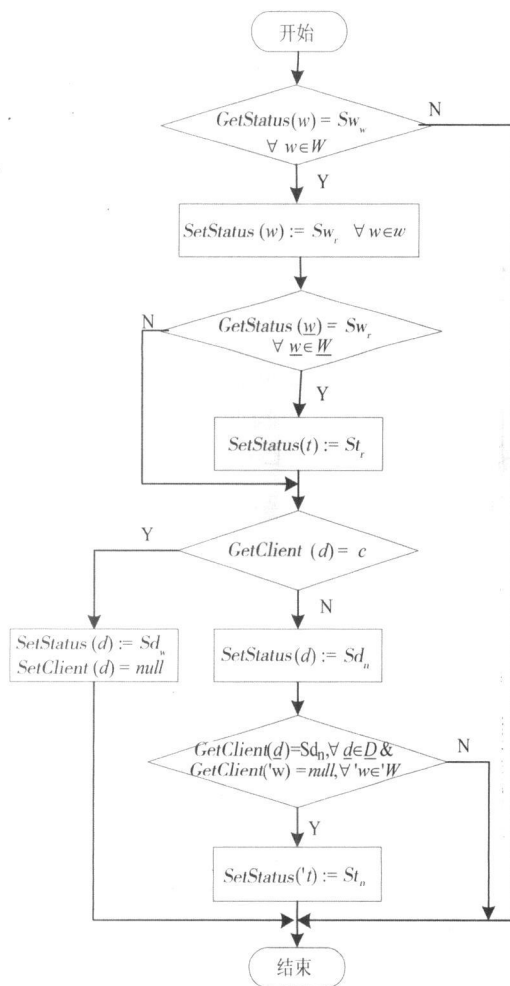 开始
GetStatus(w) = Sw_w
∀ w∈W
N
Y
SetStatus (w) := Sw_r ∀ w∈w
N
GetStatus (w̲) = Sw_r
∀ w̲∈ W̲
Y
SetStatus(t) := St_r
Y
GetClient (d) = c
N
SetStatus (d) := Sd_w
SetClient (d) = null
SetStatus(d) := Sd_n
GetClient(d̲)=Sd_n,∀ d̲∈D̲ &
GetClient('w) =null,∀ 'w∈'W
N
Y
SetStatus('t) := St_n
结束